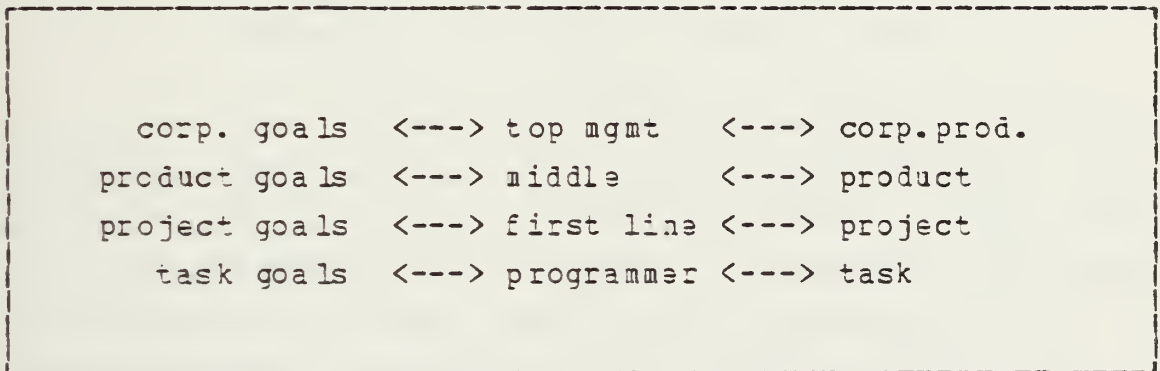 corp. goals <---> top mgmt <---> corp.prod.
product goals <---> middle <---> product
project goals <---> first line <---> project
task goals <---> programmer <---> task